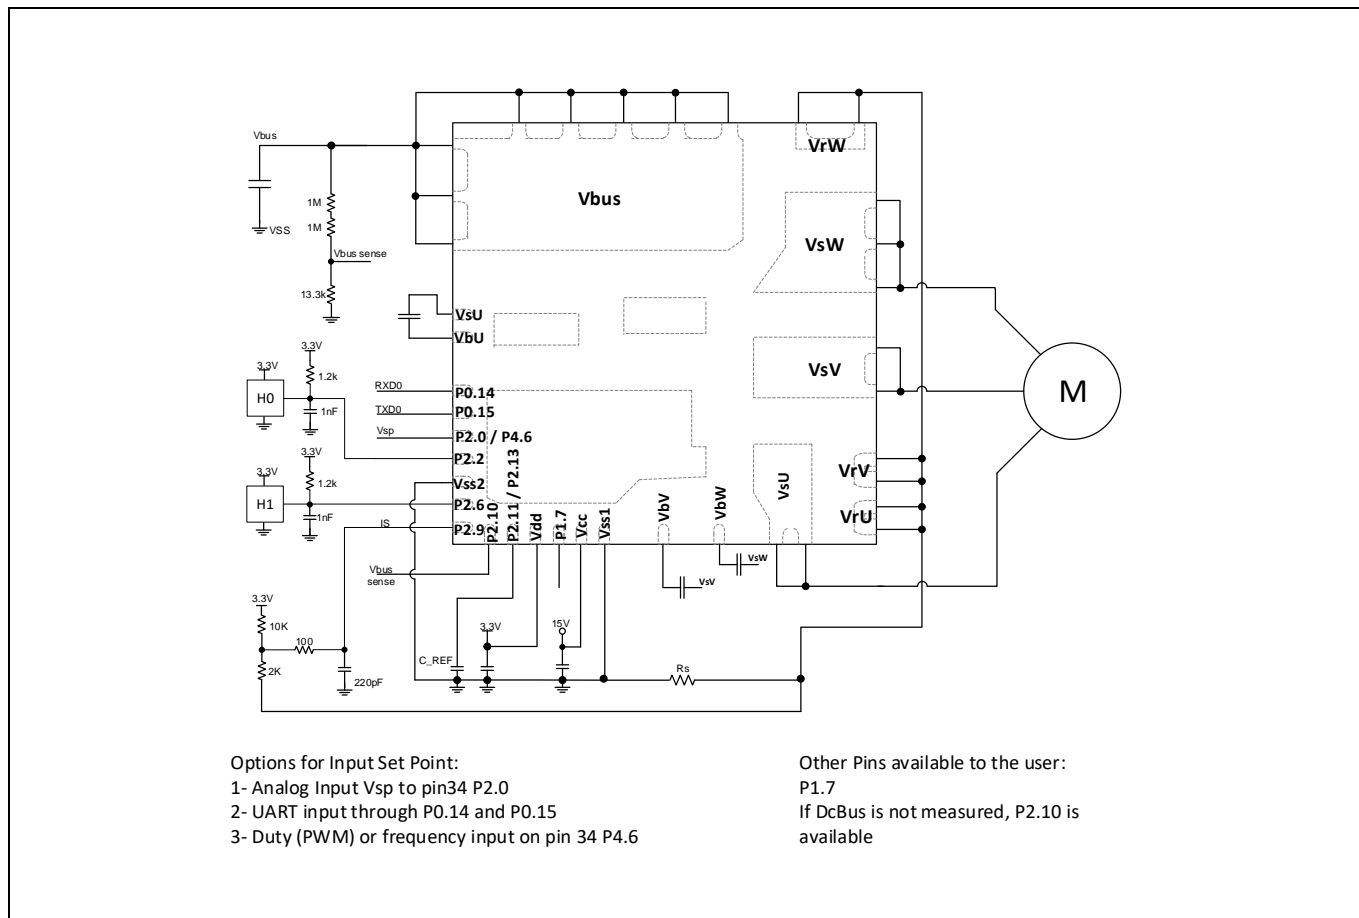 Vbus
VSS
1M
1M
Vbus sense
13.3k
Vbus
VrW
VsW
VsV
VsU
VbU
3.3V
3.3V
1.2k
H0
1nF
RXD0
P0.14
TXD0
P0.15
Vsp
P2.0 / P4.6
P2.2
3.3V
3.3V
1.2k
H1
1nF
Vss2
P2.6
IS
P2.9
P2.10
P2.11 / P2.13
Vdd
P1.7
Vcc
Vss1
VbV
VbW
VsU
VrV
VrU
M
VsW
VsV
Vbus
sense
3.3V
10K
100
2K
220pF
C_REF
3.3V
15V
Rs
Options for Input Set Point:
1- Analog Input Vsp to pin34 P2.0
2- UART input through P0.14 and P0.15
3- Duty (PWM) or frequency input on pin 34 P4.6
Other Pins available to the user:
P1.7
If DcBus is not measured, P2.10 is
available